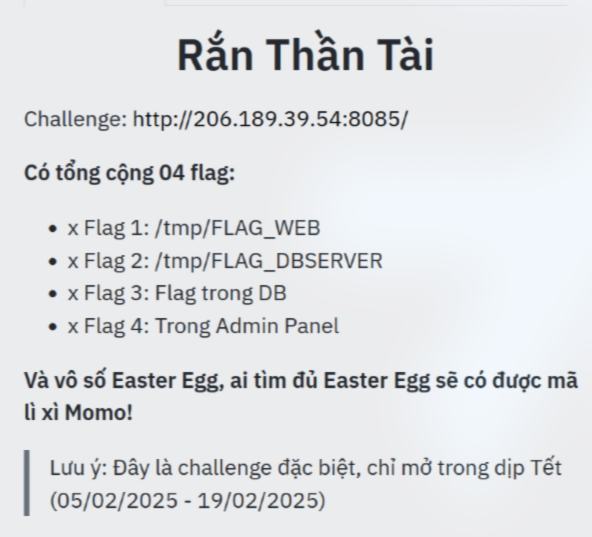 Rắn Thần Tài
Challenge: http://206.189.39.54:8085/
Có tổng cộng 04 flag:
• x Flag 1: /tmp/FLAG_WEB
• x Flag 2: /tmp/FLAG_DBSERVER
• x Flag 3: Flag trong DB
• x Flag 4: Trong Admin Panel
Và vô số Easter Egg, ai tìm đủ Easter Egg sẽ có được mã
lì xì Momo!
Lưu ý: Đây là challenge đặc biệt, chỉ mở trong dịp Tết
(05/02/2025 - 19/02/2025)